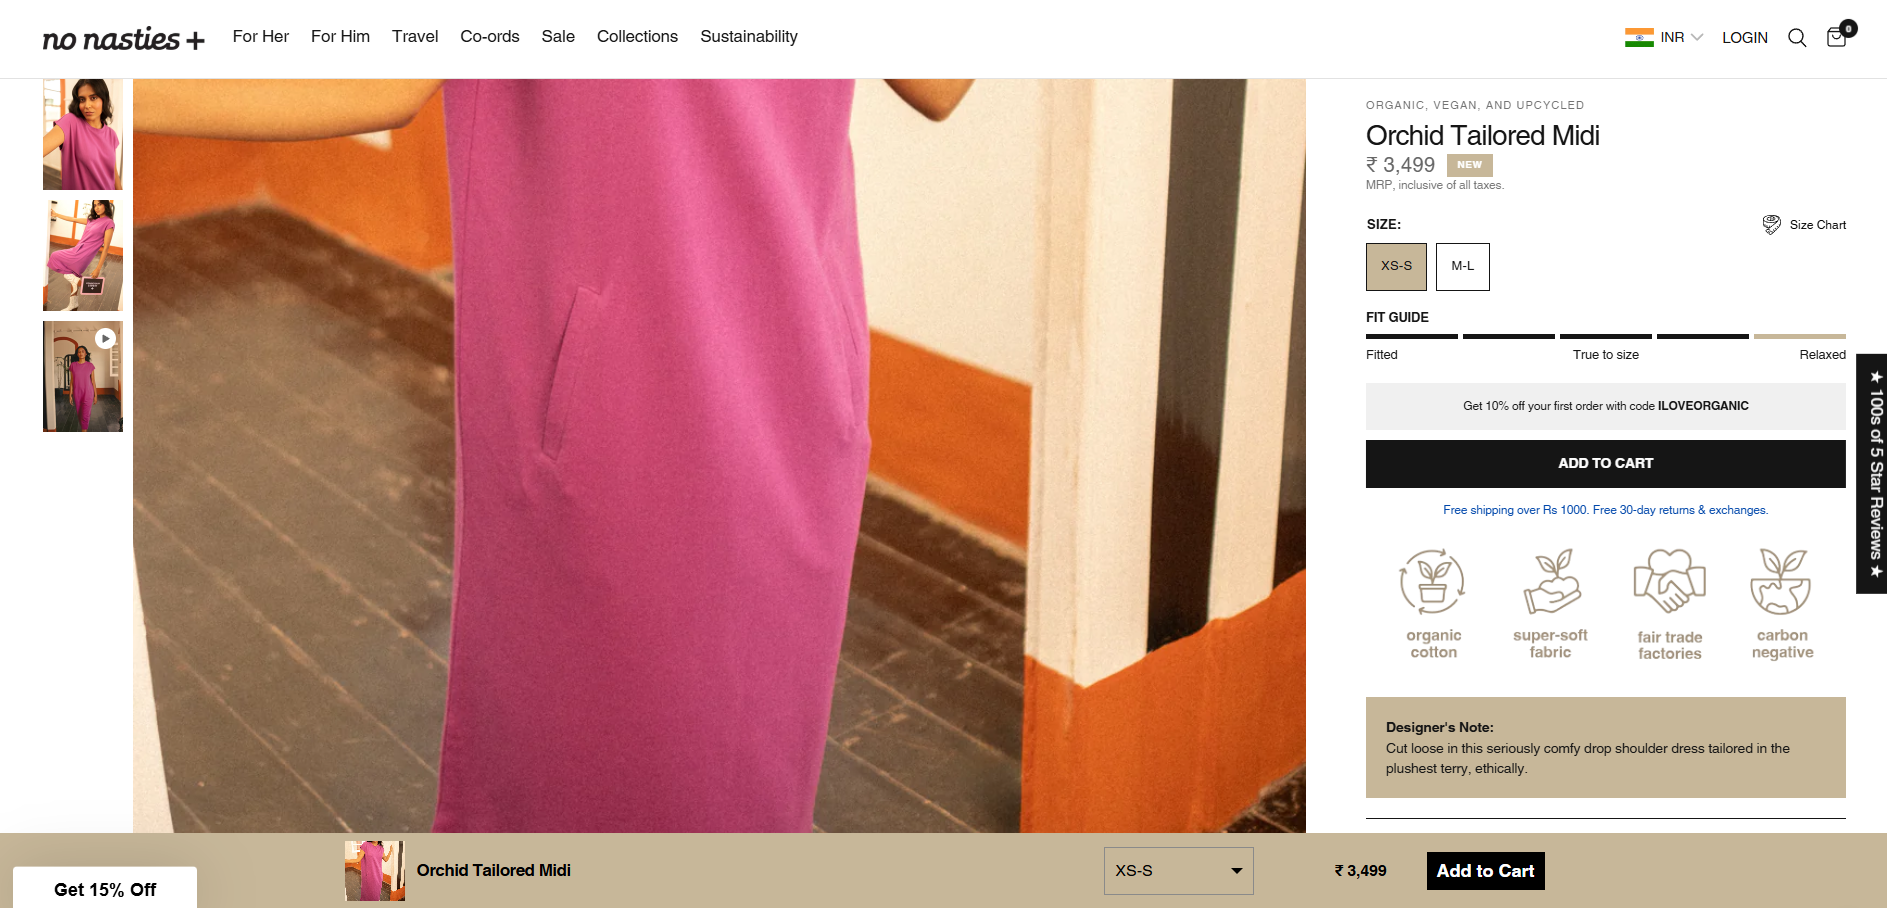 no nasties +
For Her
For Him
Travel
Co-ords
Sale
Collections
Sustainability
INR
LOGIN
0
ORGANIC, VEGAN, AND UPCYCLED
Orchid Tailored Midi
₹ 3,499
NEW
MRP, inclusive of all taxes.
SIZE:
Size Chart
XS-S
M-L
FIT GUIDE
Fitted
True to size
Relaxed
Get 10% off your first order with code ILOVEORGANIC
ADD TO CART
Free shipping over Rs 1000. Free 30-day returns & exchanges.
organic
cotton
super-soft
fabric
fair trade
factories
carbon
negative
★ 100s of 5 Star Reviews ★
Designer's Note:
Cut loose in this seriously comfy drop shoulder dress tailored in the
plushest terry, ethically.
Get 15% Off
Orchid Tailored Midi
XS-S
₹ 3,499
Add to Cart